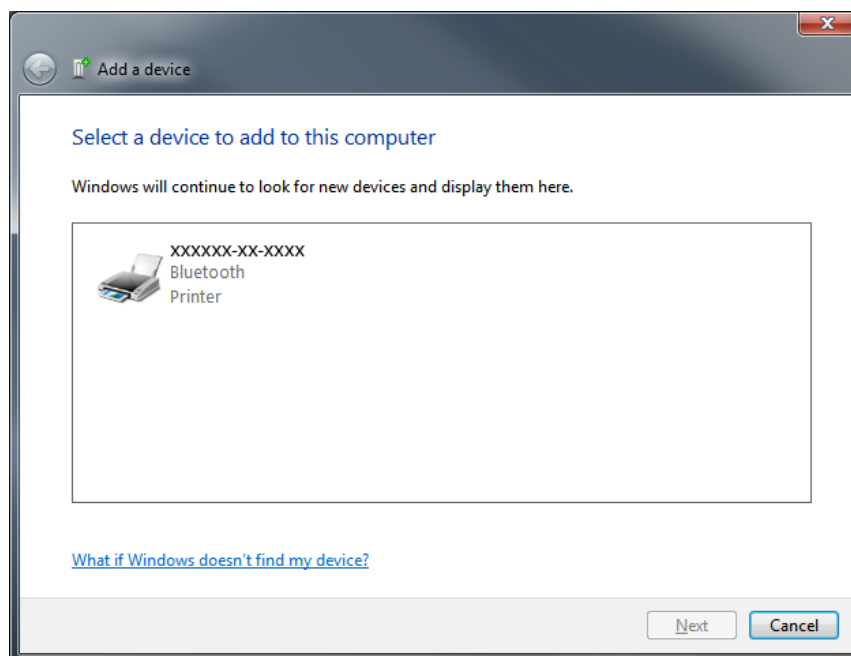 Add a device
Select a device to add to this computer
Windows will continue to look for new devices and display them here.
XXXXXX-XX-XXXX
Bluetooth
Printer
What if Windows doesn't find my device?
Next
Cancel